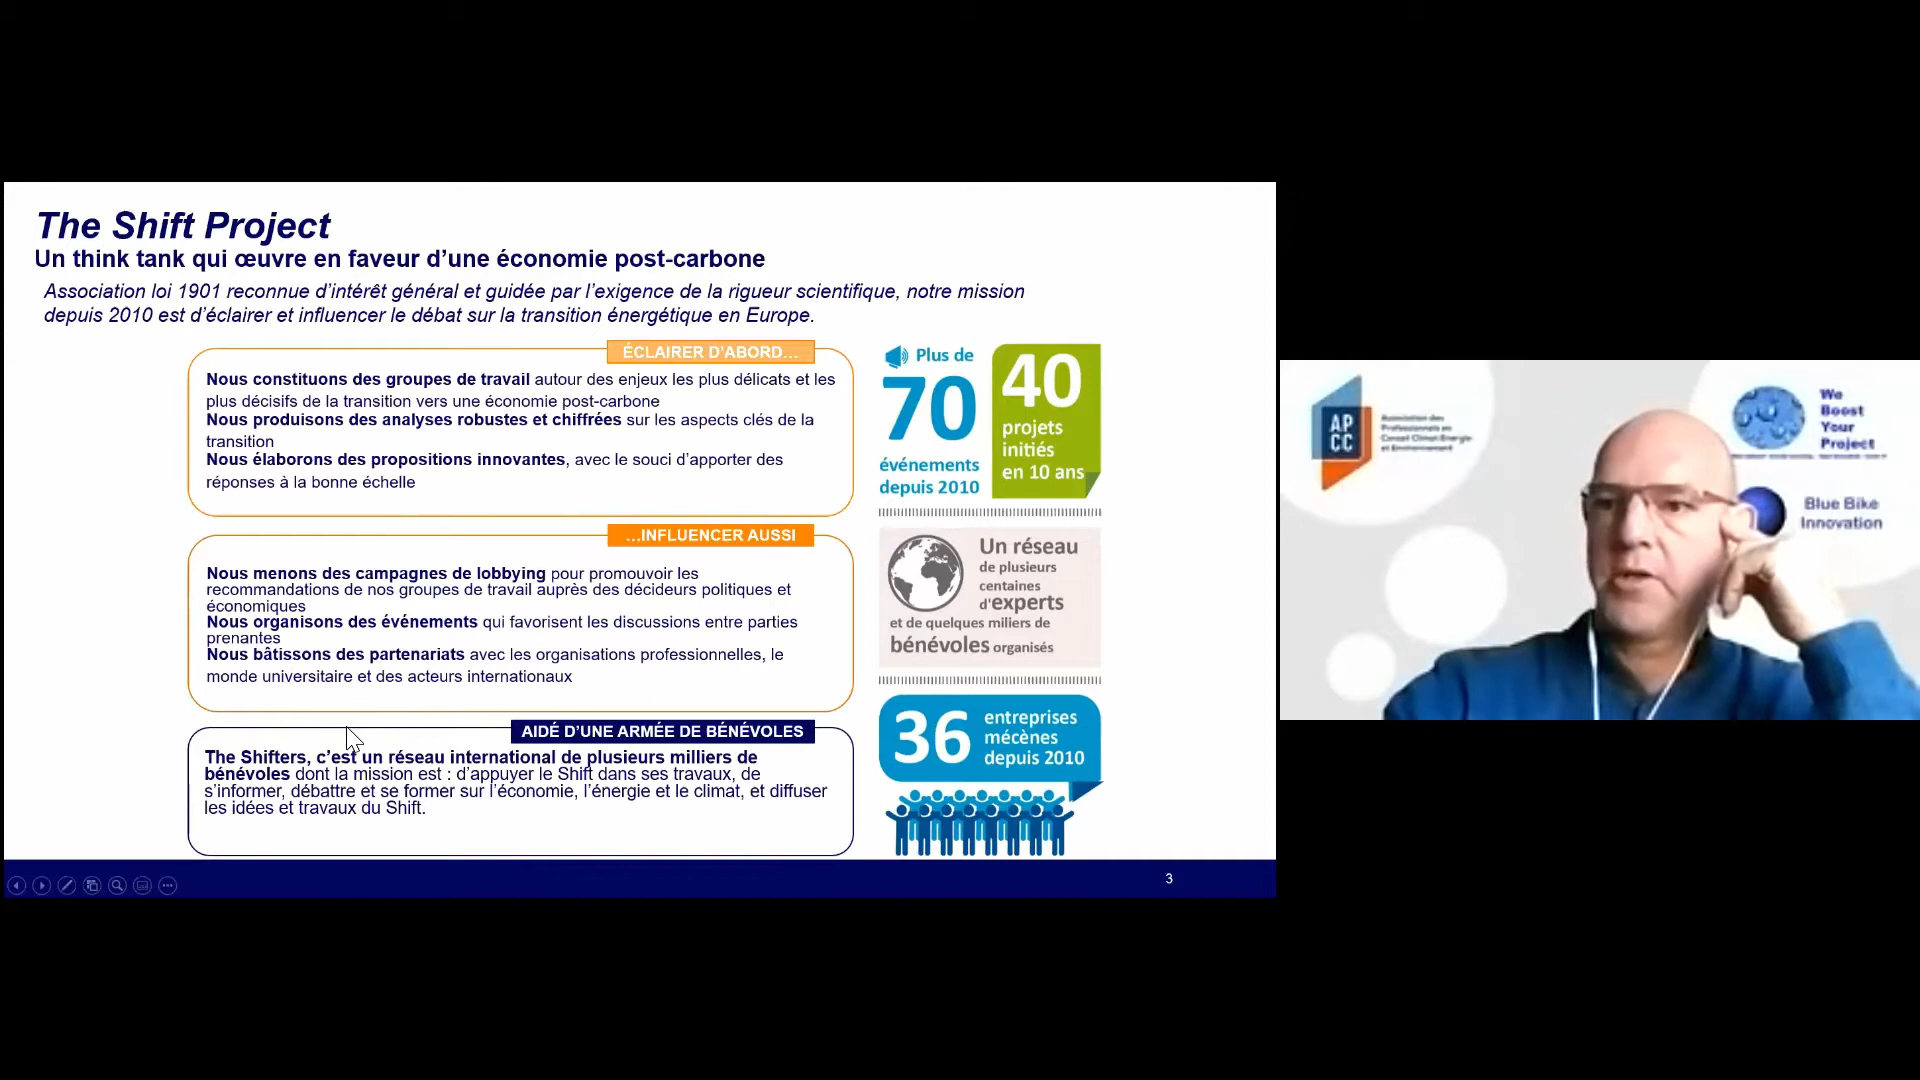 The Shift Project
Un think tank qui œuvre en faveur d’une économie post-carbone
Association loi 1901 reconnue d’intérêt général et guidée par l’exigence de la rigueur scientifique, notre mission
depuis 2010 est d’éclairer et influencer le débat sur la transition énergétique en Europe.
ÉCLAIRER D’ABORD…
Nous constituons des groupes de travail autour des enjeux les plus délicats et les
plus décisifs de la transition vers une économie post-carbone
Nous produisons des analyses robustes et chiffrées sur les aspects clés de la
transition
Nous élaborons des propositions innovantes, avec le souci d’apporter des
réponses à la bonne échelle
…INFLUENCER AUSSI
Nous menons des campagnes de lobbying pour promouvoir les
recommandations de nos groupes de travail auprès des décideurs politiques et
économiques
Nous organisons des événements qui favorisent les discussions entre parties
prenantes
Nous bâtissons des partenariats avec les organisations professionnelles, le
monde universitaire et des acteurs internationaux
AIDÉ D’UNE ARMÉE DE BÉNÉVOLES
The Shifters, c’est un réseau international de plusieurs milliers de
bénévoles dont la mission est : d’appuyer le Shift dans ses travaux, de
s’informer, débattre et se former sur l’économie, l’énergie et le climat, et diffuser
les idées et travaux du Shift.
Plus de
70
événements
depuis 2010
40
projets
initiés
en 10 ans
Un réseau
de plusieurs
centaines
d'experts
et de quelques miliers de
bénévoles organisés
36
entreprises
mécènes
depuis 2010
3
AP
CC
Association des
Professionnels en
Conseil Climat Energie
et Environnement
We
Boost
Your
Project
Blue Bike
Innovation